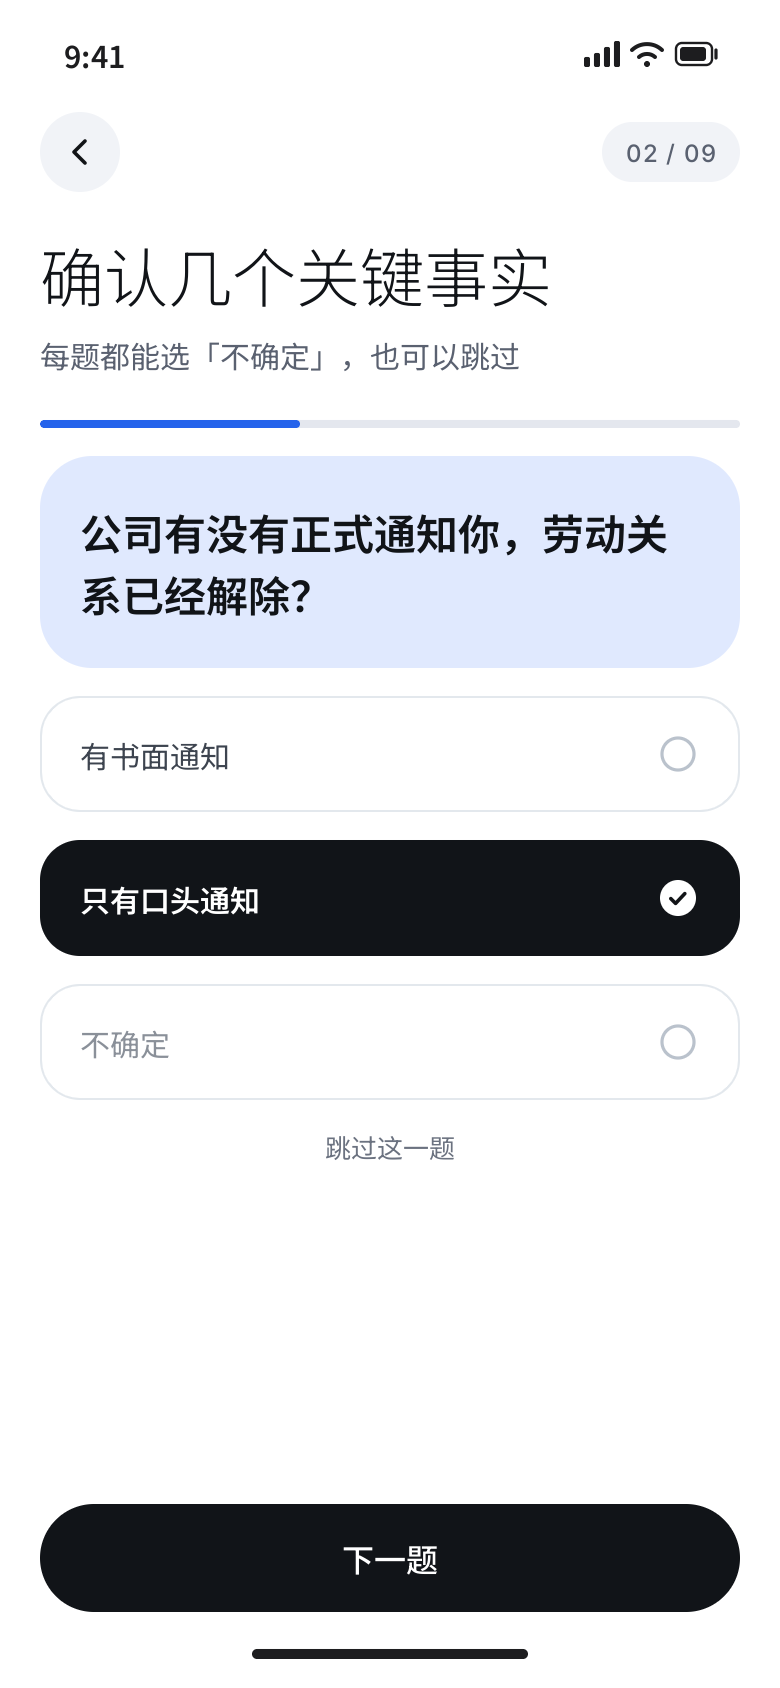 9:41
02 / 09
确认几个关键事实
每题都能选「不确定」，也可以跳过
公司有没有正式通知你，劳动关
系已经解除？
有书面通知
只有口头通知
不确定
跳过这一题
下一题